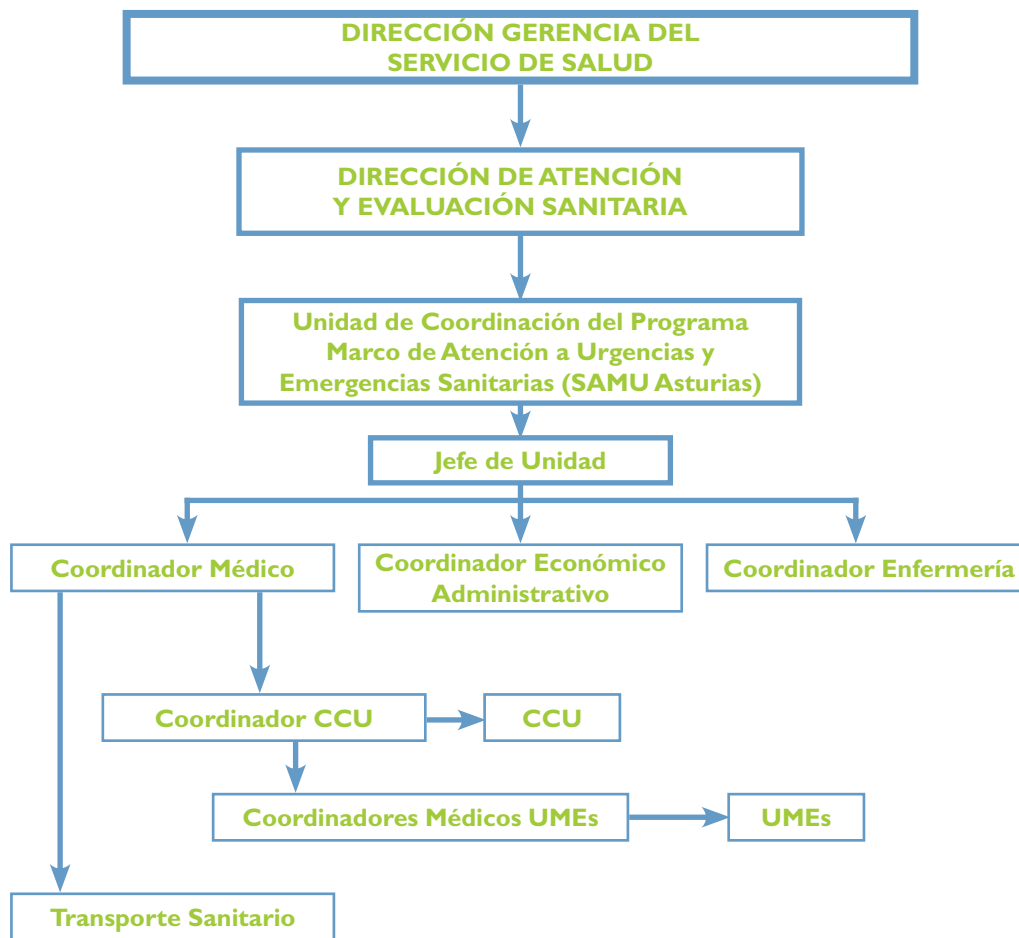 DIRECCIÓN GERENCIA DEL
SERVICIO DE SALUD
DIRECCIÓN DE ATENCIÓN
Y EVALUACIÓN SANITARIA
Unidad de Coordinación del Programa
Marco de Atención a Urgencias y
Emergencias Sanitarias (SAMU Asturias)
Jefe de Unidad
Coordinador Médico
Coordinador Económico
Administrativo
Coordinador Enfermería
Coordinador CCU
CCU
Coordinadores Médicos UMEs
UMEs
Transporte Sanitario